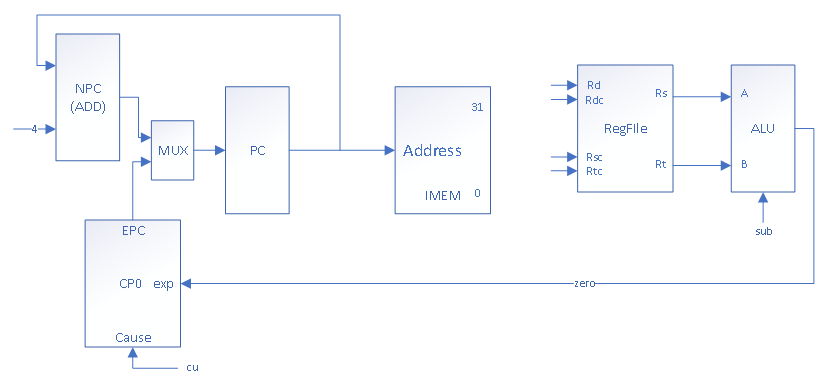 NPC
(ADD)
4
MUX
PC
31
Address
IMEM 0
Rd
Rdc
Rs
RegFIle
Rsc
Rtc
Rt
A
ALU
B
sub
EPC
CP0 exp
zero
Cause
cu